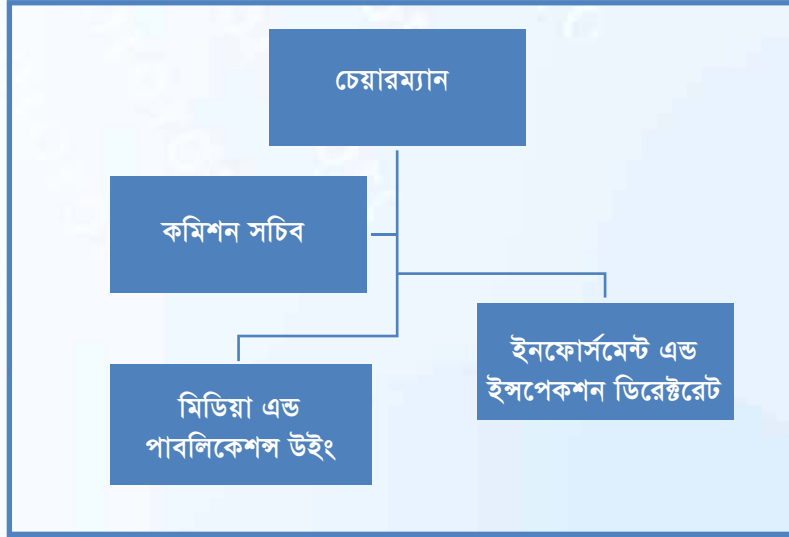 চেয়ারম্যান
কমিশন সচিব
ইনফোর্সমেন্ট এন্ড
ইন্সপেকশন ডিরেক্টরেট
মিডিয়া এন্ড
পাবলিকেশন্স উইং